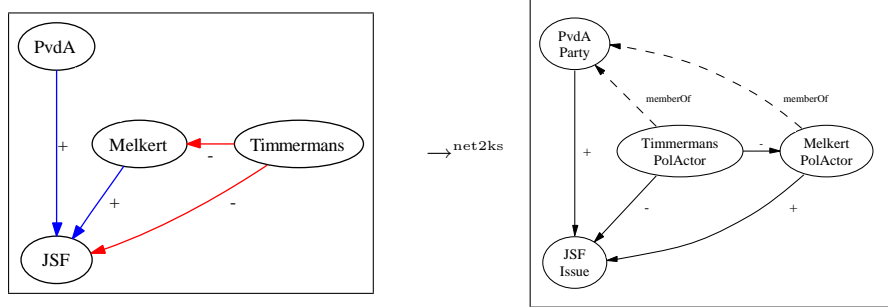 PvdA
+
Melkert
Timmermans
-
+
-
JSF
→net2ks
PvdA
Party
memberOf
memberOf
+
Timmermans
PolActor
-
Melkert
PolActor
-
+
JSF
Issue